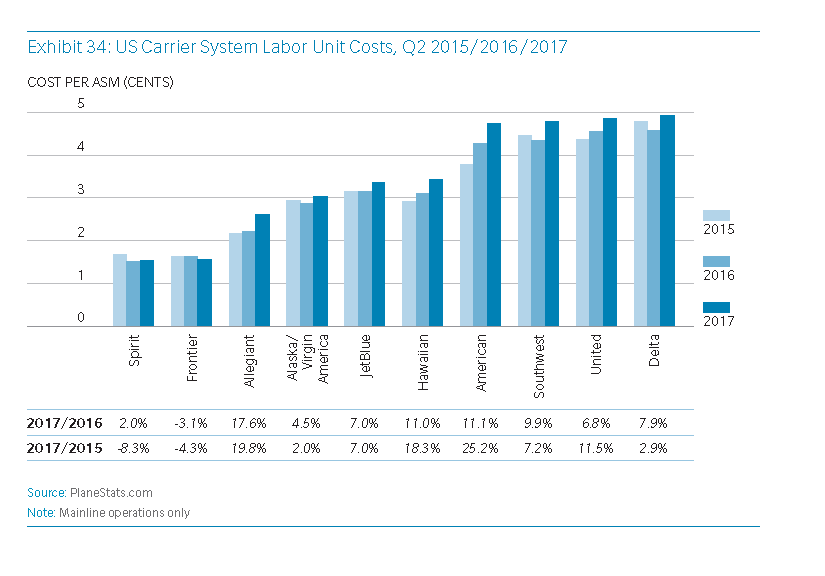 Exhibit 34: US Carrier System Labor Unit Costs, Q2 2015/2016/2017
COST PER ASM (CENTS)
5
4
3
2
1
0
2015
2016
2017
Spirit
Frontier
Allegiant
Alaska/
Virgin
America
JetBlue
Hawaiian
American
Southwest
United
Delta
2017/2016 2.0% -3.1% 17.6% 4.5% 7.0% 11.0% 11.1% 9.9% 6.8% 7.9%
2017/2015 -8.3% -4.3% 19.8% 2.0% 7.0% 18.3% 25.2% 7.2% 11.5% 2.9%
Source: PlaneStats.com
Note: Mainline operations only